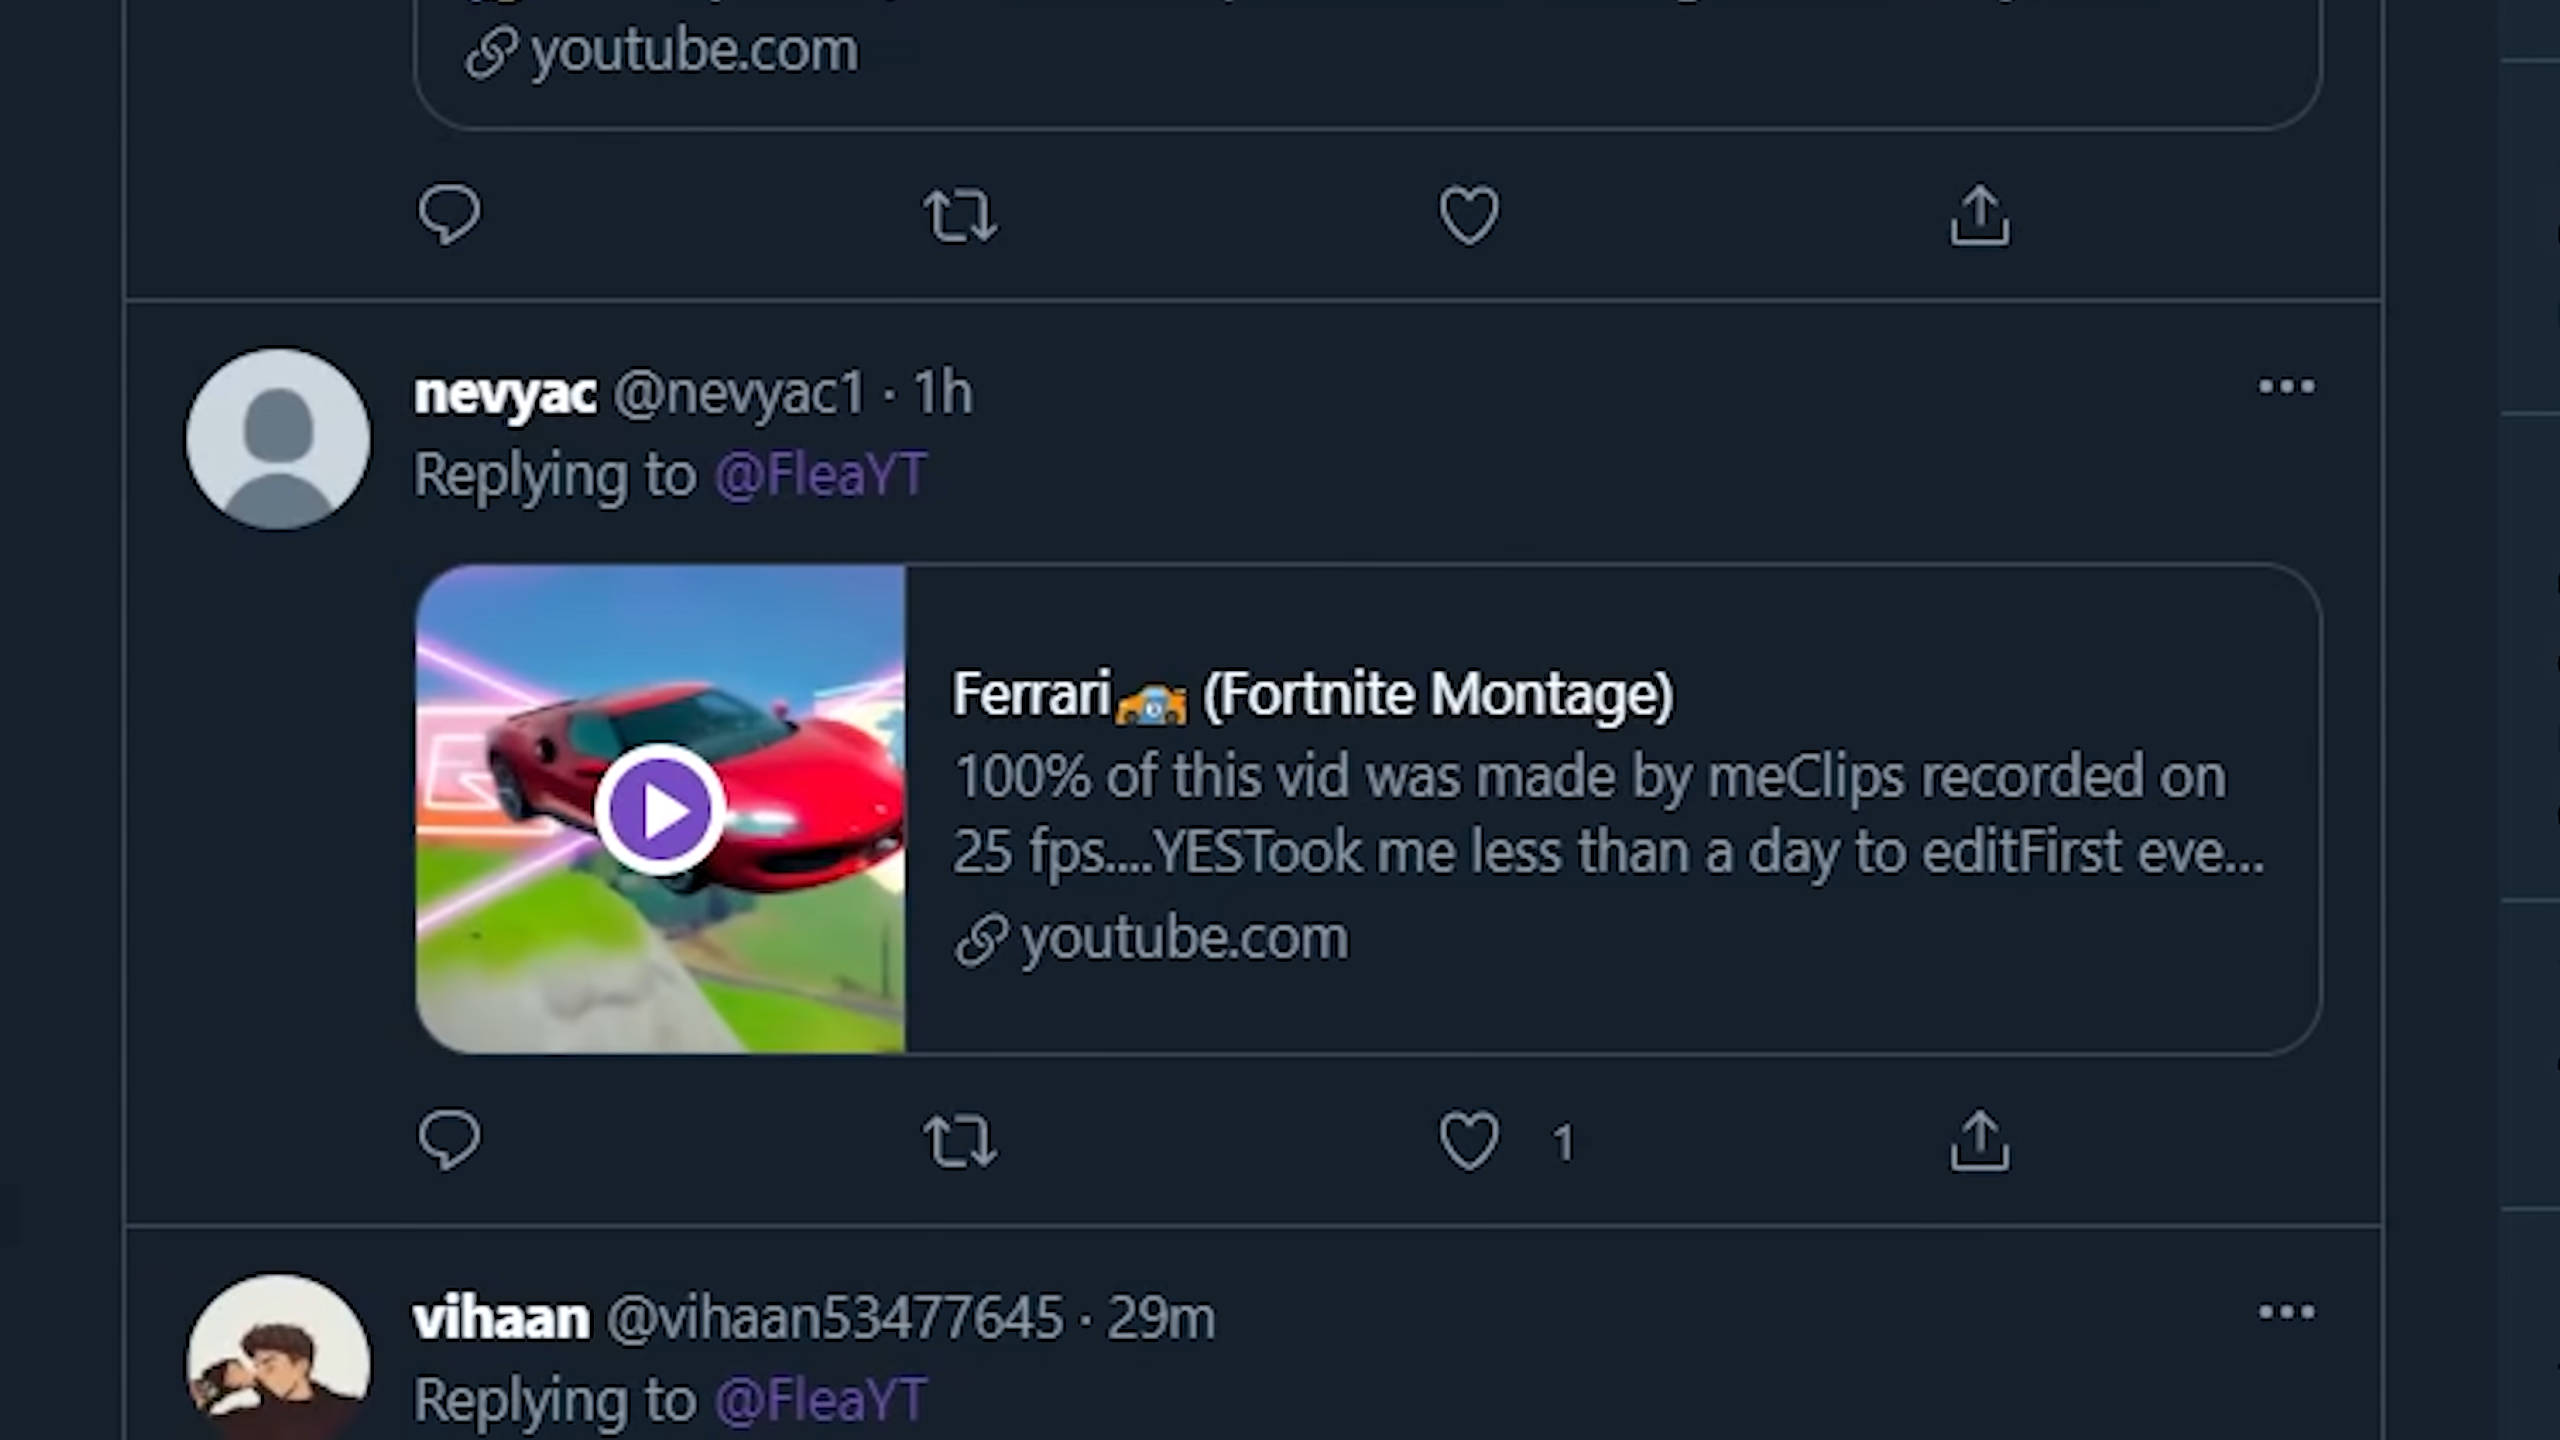 youtube.com
nevyac @nevyac1 · 1h
Replying to @FleaYT
Ferrari🏎️ (Fortnite Montage)
100% of this vid was made by meClips recorded on
25 fps....YESTook me less than a day to editFirst eve...
youtube.com
1
vihaan @vihaan53477645 · 29m
Replying to @FleaYT